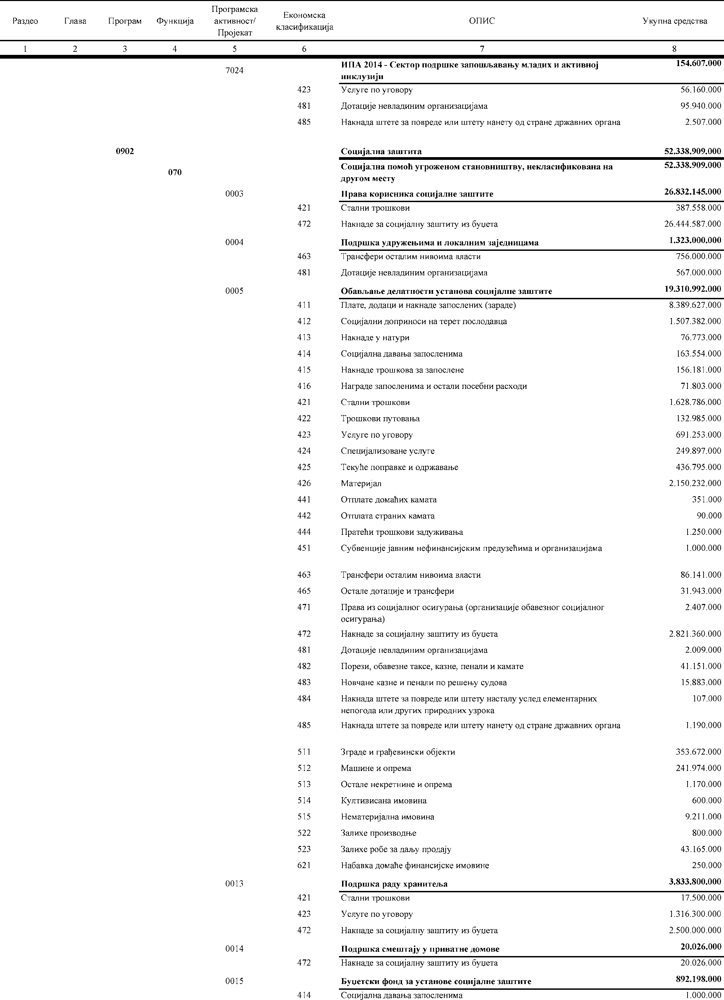 Раздео Глава Програм Функција Програмска активност/ Пројекат Економска класификација ОПИС Укупна средства
1 2 3 4 5 6 7 8
7024 ИПА 2014 - Сектор подршке запошљавању младих и активној 154.607.000
инклузији
423 Услуге по уговору 56.160.000
481 Дотације невладиним организацијама 95.940.000
485 Накнада штете за повреде или штету нанету од стране државних органа 2.507.000
0902 Социјална заштита 52.338.909.000
070 Социјална помоћ угроженом становништву, некласификована на 52.338.909.000
другом месту
0003 Права корисника социјалне заштите 26.832.145.000
421 Стални трошкови 387.558.000
472 Накнаде за социјалну заштиту из буџета 26.444.587.000
0004 Подршка удружењима и локалним заједницама 1.323.000.000
463 Трансфери осталим нивоима власти 756.000.000
481 Дотације невладиним организацијама 567.000.000
0005 Обављање делатности установа социјалне заштите 19.310.992.000
411 Плате, додаци и накнаде запослених (зараде) 8.389.627.000
412 Социјални доприноси на терет послодавца 1.507.382.000
413 Накнаде у натури 76.773.000
414 Социјална давања запосленима 163.554.000
415 Накнаде трошкова за запослене 156.181.000
416 Награде запосленима и остали посебни расходи 71.803.000
421 Стални трошкови 1.628.786.000
422 Трошкови путовања 132.985.000
423 Услуге по уговору 691.253.000
424 Специјализоване услуге 249.897.000
425 Текуће поправке и одржавање 436.795.000
426 Материјал 2.150.232.000
441 Отплате домаћих камата 351.000
442 Отплата страних камата 90.000
444 Пратећи трошкови задуживања 1.250.000
451 Субвенције јавним нефинансијским предузећима и организацијама 1.000.000
463 Трансфери осталим нивоима власти 86.141.000
465 Остале дотације и трансфери 31.943.000
471 Права из социјалног осигурања (организације обавезног социјалног 2.407.000
осигурања)
472 Накнаде за социјалну заштиту из буџета 2.821.360.000
481 Дотације невладиним организацијама 2.009.000
482 Порези, обавезне таксе, казне, пенали и камате 41.151.000
483 Новчане казне и пенали по решењу судова 15.883.000
484 Накнада штете за повреде или штету насталу услед елементарних 107.000
непогода или других природних узрока
485 Накнада штете за повреде или штету нанету од стране државних органа 1.190.000
511 Зграде и грађевински објекти 353.672.000
512 Машине и опрема 241.974.000
513 Остале некретнине и опрема 1.170.000
514 Култивисана имовина 600.000
515 Нематеријална имовина 9.211.000
522 Залихе производње 800.000
523 Залихе робе за даљу продају 43.165.000
621 Набавка домаће финансијске имовине 250.000
0013 Подршка раду хранитеља 3.833.800.000
421 Стални трошкови 17.500.000
423 Услуге по уговору 1.316.300.000
472 Накнаде за социјалну заштиту из буџета 2.500.000.000
0014 Подршка смештају у приватне домове 20.026.000
472 Накнаде за социјалну заштиту из буџета 20.026.000
0015 Буџетски фонд за установе социјалне заштите 892.198.000
414 Социјална давања запосленима 1.000.000